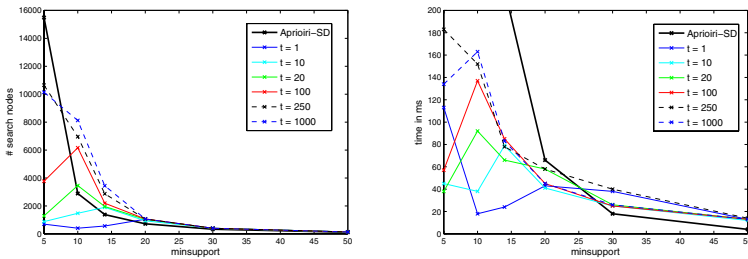 16000
14000
12000
10000
8000
6000
4000
2000
0
# search nodes
5 10 15 20 25 30 35 40 45 50
minsupport
Aprioiri−SD
t = 1
t = 10
t = 20
t = 100
t = 250
t = 1000
200
180
160
140
120
100
80
60
40
20
0
time in ms
5 10 15 20 25 30 35 40 45 50
minsupport
Aprioiri−SD
t = 1
t = 10
t = 20
t = 100
t = 250
t = 1000